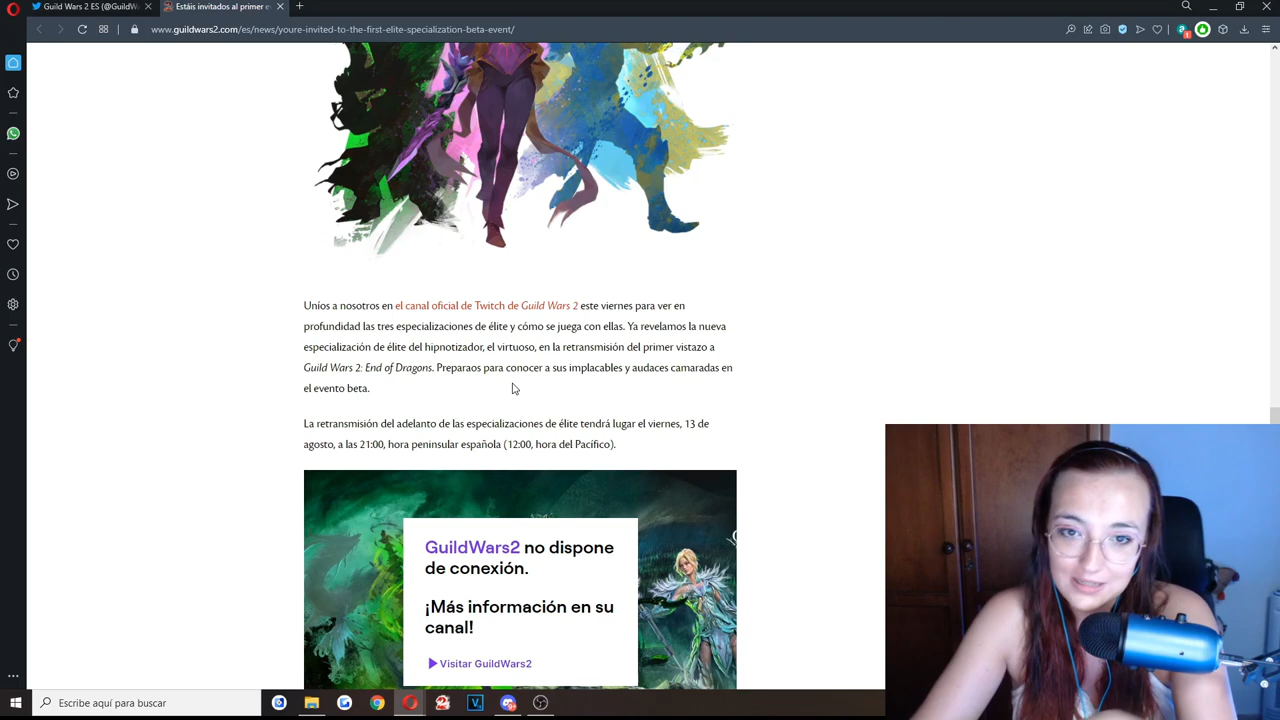 Guild Wars 2 ES (@GuildW
Estáis invitados al primer e
www.guildwars2.com/es/news/youre-invited-to-the-first-elite-specialization-beta-event/
Uníos a nosotros en el canal oficial de Twitch de Guild Wars 2 este viernes para ver en
profundidad las tres especializaciones de élite y cómo se juega con ellas. Ya revelamos la nueva
especialización de élite del hipnotizador, el virtuoso, en la retransmisión del primer vistazo a
Guild Wars 2: End of Dragons. Preparaos para conocer a sus implacables y audaces camaradas en
el evento beta.
La retransmisión del adelanto de las especializaciones de élite tendrá lugar el viernes, 13 de
agosto, a las 21:00, hora peninsular española (12:00, hora del Pacífico).
GuildWars2 no dispone
de conexión.
¡Más información en su
canal!
Visitar GuildWars2
Escribe aquí para buscar